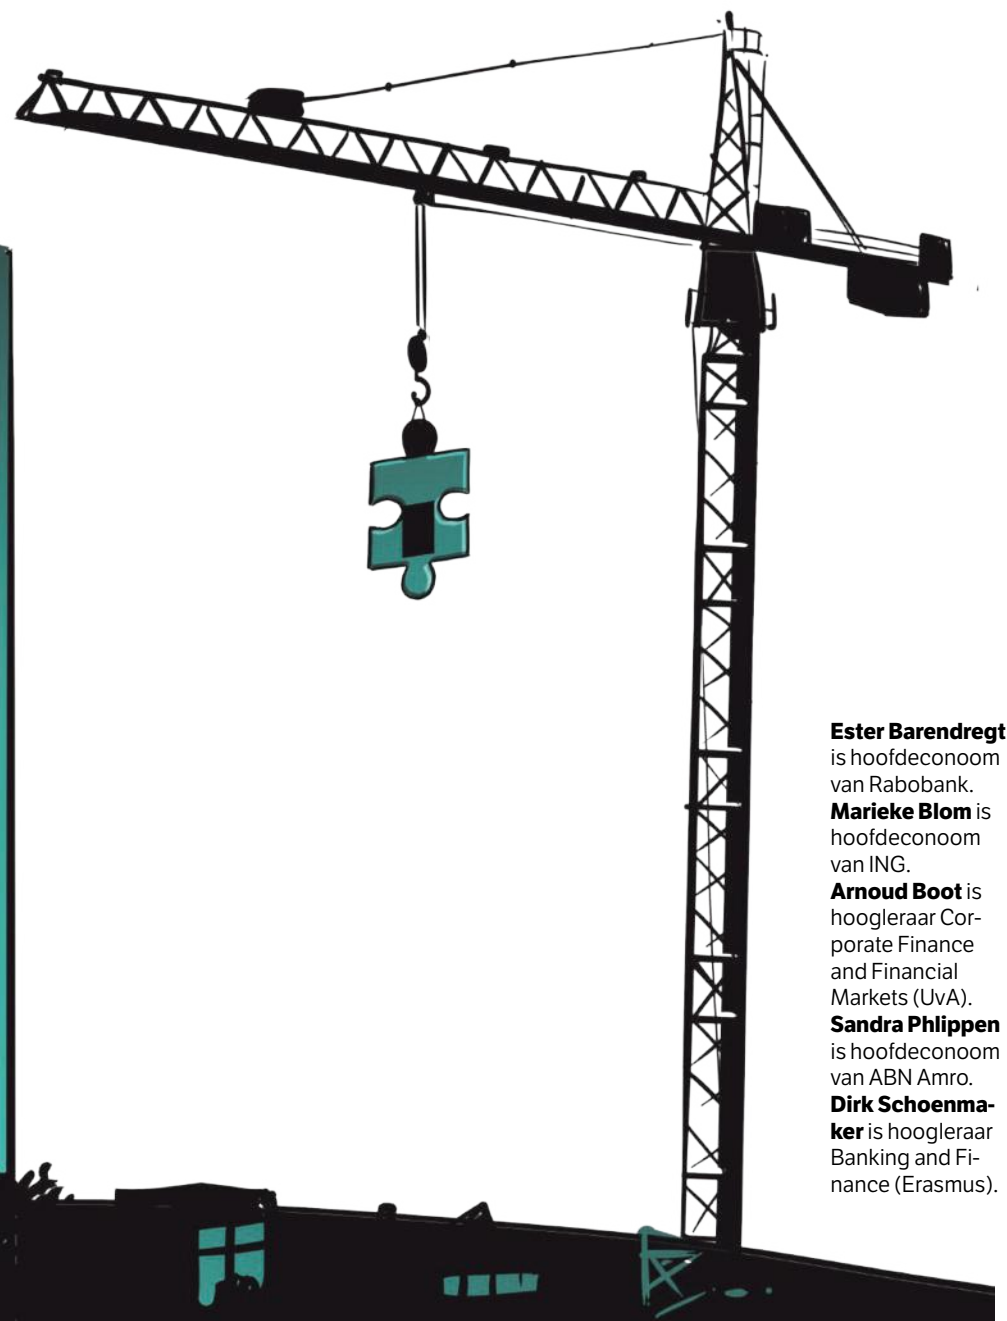 Ester Barendregt
is hoofdeconoom
van Rabobank.
Marieke Blom is
hoofdeconoom
van ING.
Arnoud Boot is
hoogleraar Cor-
porate Finance
and Financial
Markets (UvA).
Sandra Phlippen
is hoofdeconoom
van ABN Amro.
Dirk Schoenma-
ker is hoogleraar
Banking and Fi-
nance (Erasmus).